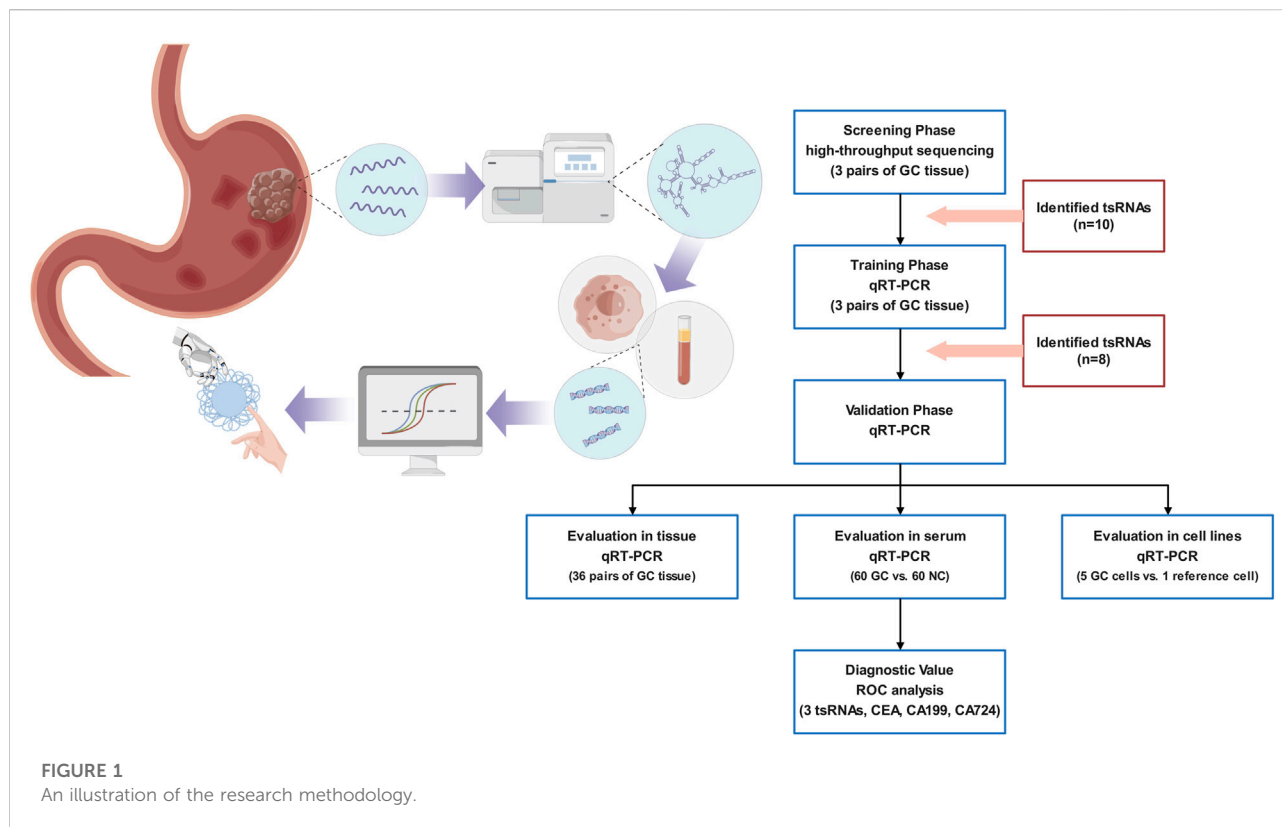 Screening Phase
high-throughput sequencing
(3 pairs of GC tissue)
Identified tsRNAs
(n=10)
Training Phase
qRT-PCR
(3 pairs of GC tissue)
Identified tsRNAs
(n=8)
Validation Phase
qRT-PCR
Evaluation in tissue
qRT-PCR
(36 pairs of GC tissue)
Evaluation in serum
qRT-PCR
(60 GC vs. 60 NC)
Evaluation in cell lines
qRT-PCR
(5 GC cells vs. 1 reference cell)
Diagnostic Value
ROC analysis
(3 tsRNAs, CEA, CA199, CA724)
FIGURE 1
An illustration of the research methodology.